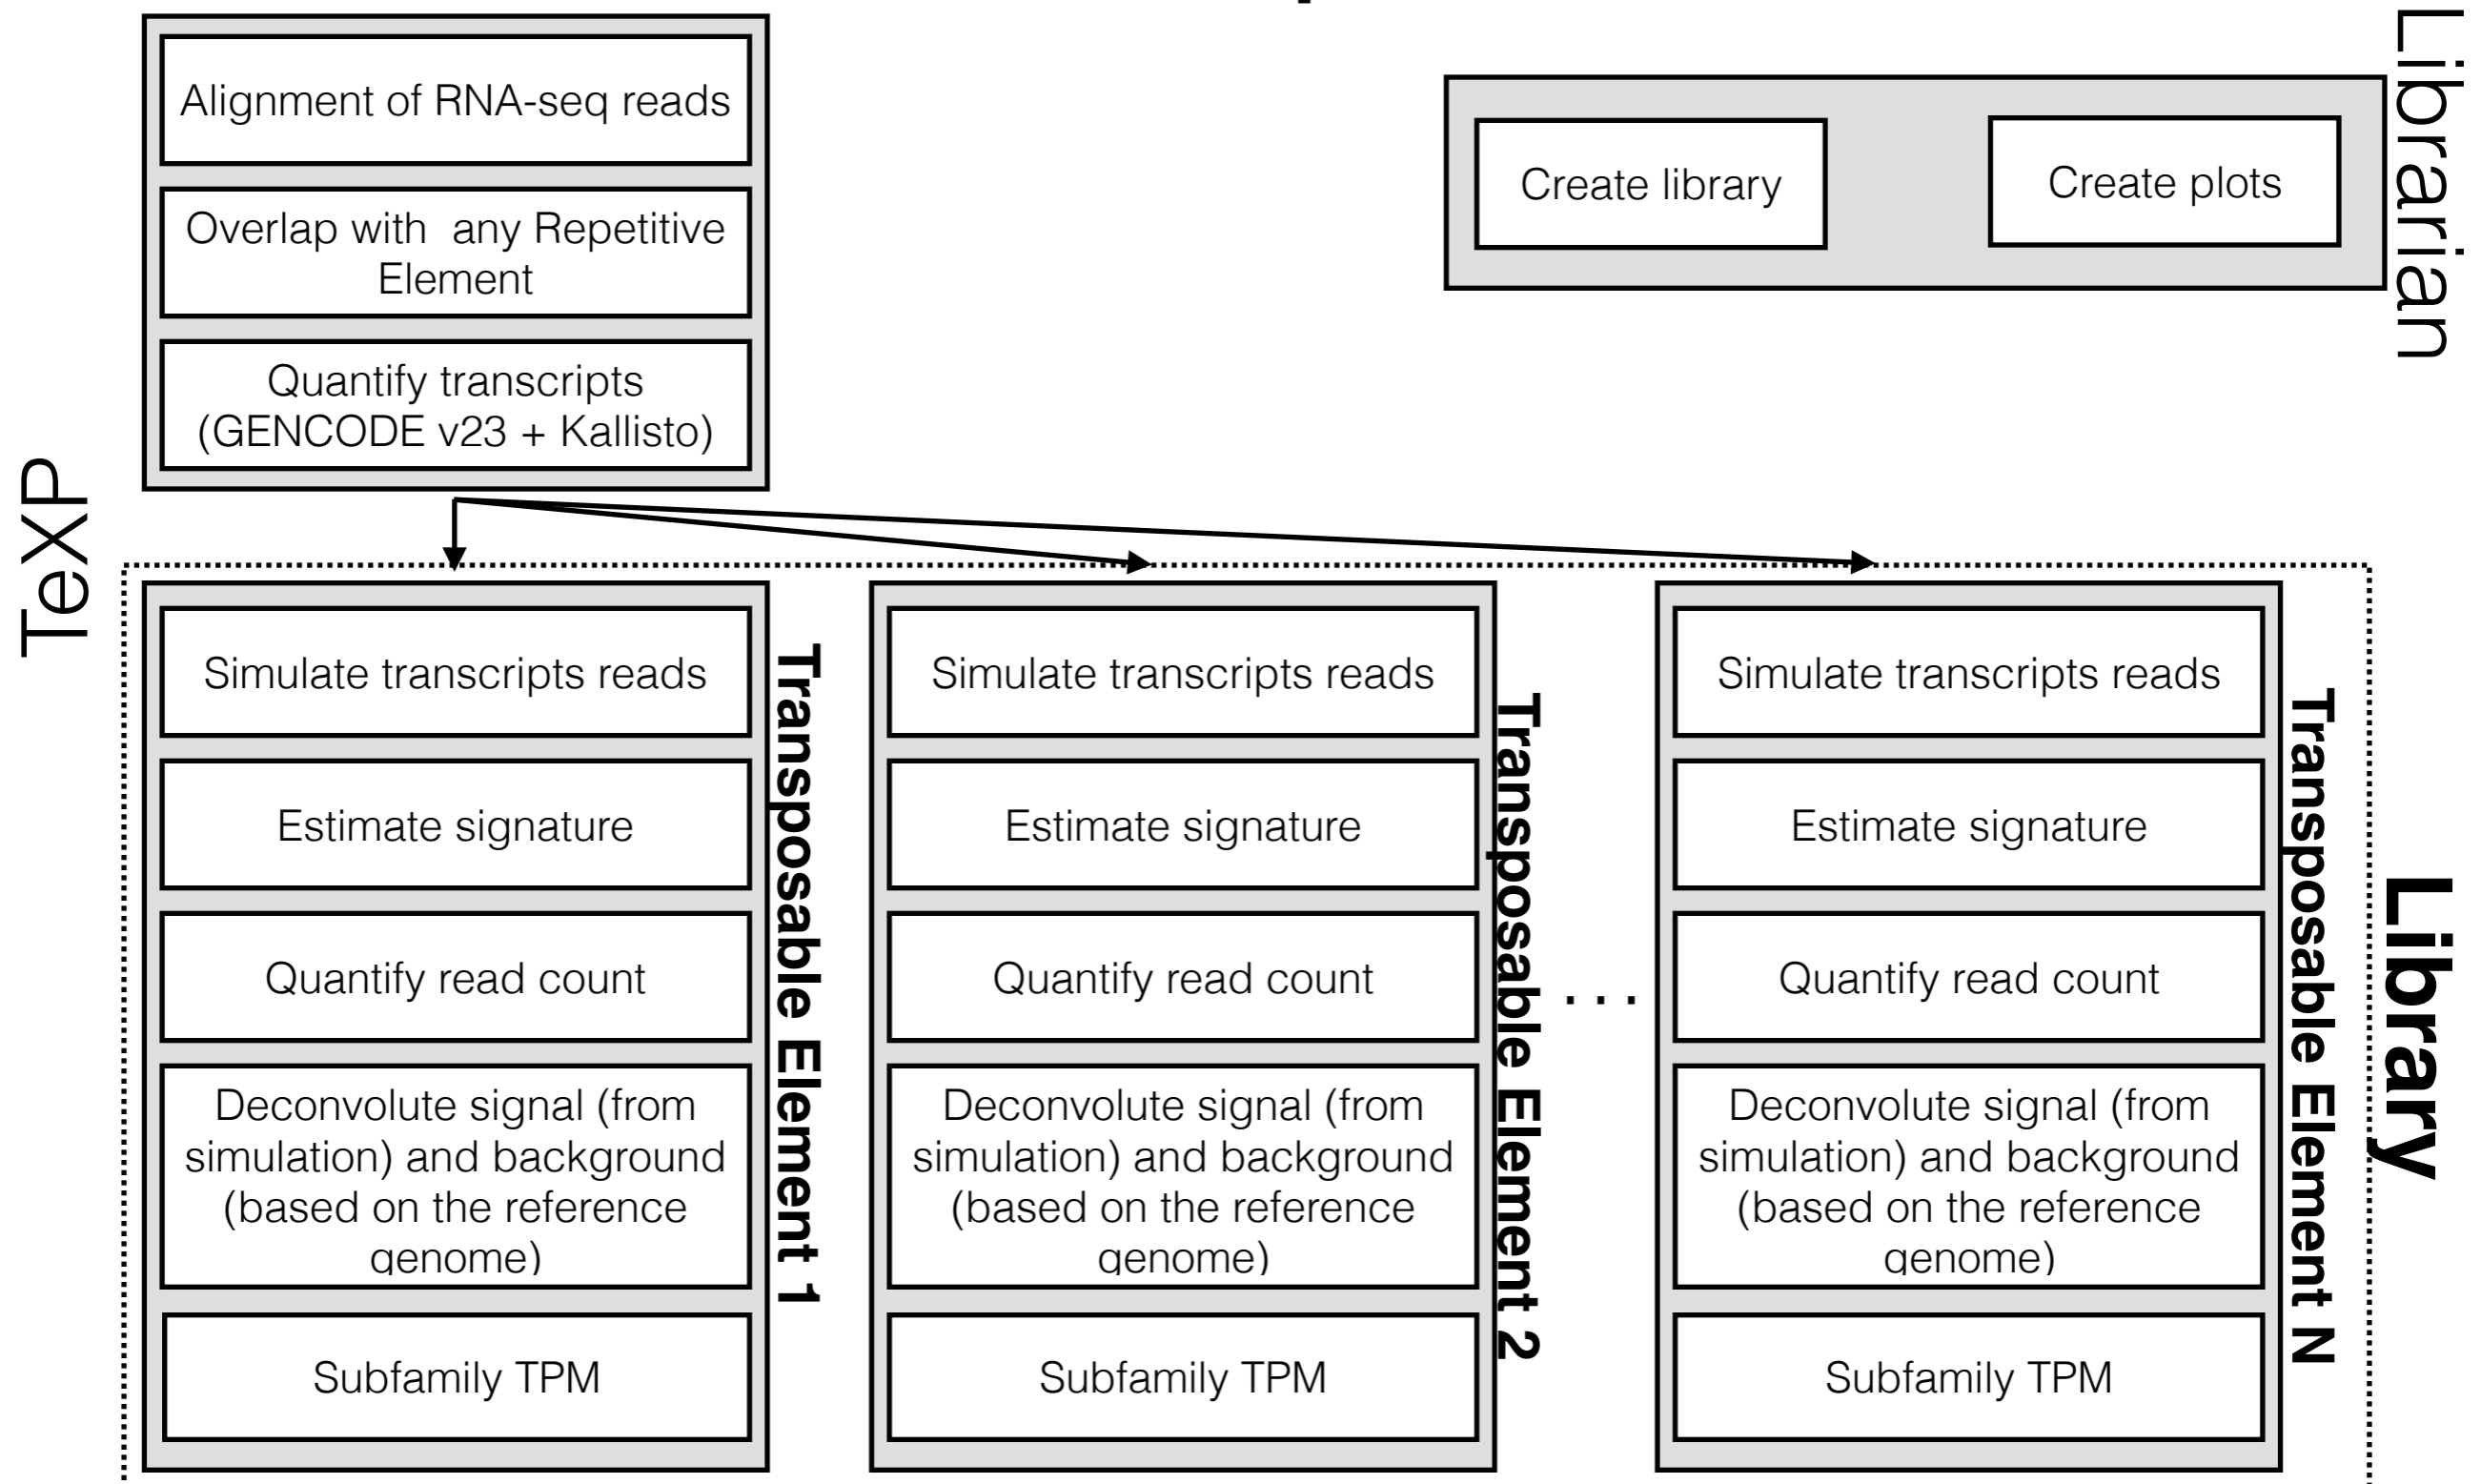 Alignment of RNA-seq reads
Overlap with any Repetitive
Element
Quantify transcripts
(GENCODE v23 + Kallisto)
Create library
Create plots
Librarian
TeXP
Simulate transcripts reads
Estimate signature
Quantify read count
Deconvolute signal (from
simulation) and background
(based on the reference
genome)
Subfamily TPM
Transposable Element 1
Simulate transcripts reads
Estimate signature
Quantify read count
Deconvolute signal (from
simulation) and background
(based on the reference
genome)
Subfamily TPM
Transposable Element 2
...
Simulate transcripts reads
Estimate signature
Quantify read count
Deconvolute signal (from
simulation) and background
(based on the reference
genome)
Subfamily TPM
Transposable Element N
Library